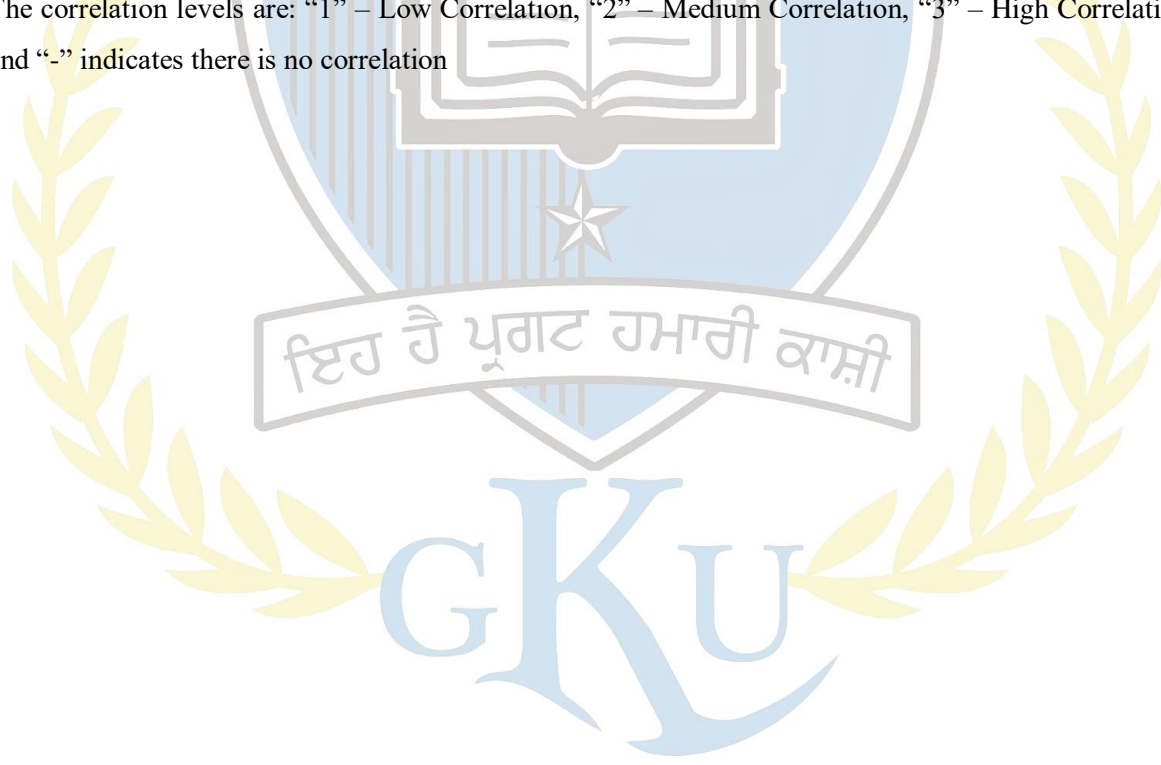 The correlation levels are: “1” – Low Correlation, “2” – Medium Correlation, “3” – High Correlati
nd “-” indicates there is no correlation
ਇਹ ਹੈ ਪ੍ਰਗਟ ਹਮਾਰੀ ਕਾਸ਼ੀ
GKU